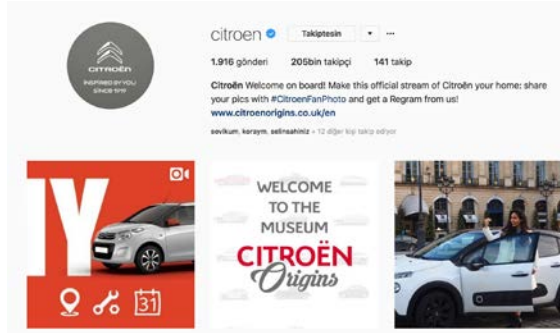 CITROËN
INSPIRED BY YOU
SINCE 1919
citroen Takiptesin ...
1.916 gönderi 205bin takipçi 141 takip
Citroën Welcome on board! Make this official stream of Citroën your home: share
your pics with #CitroenFanPhoto and get a Regram from us!
www.citroenorigins.co.uk/en
sovikum, koraym, selinsahiniz + 12 diğer kişi takip ediyor
IY
31
WELCOME
TO THE
MUSEUM
CITROËN
Origins